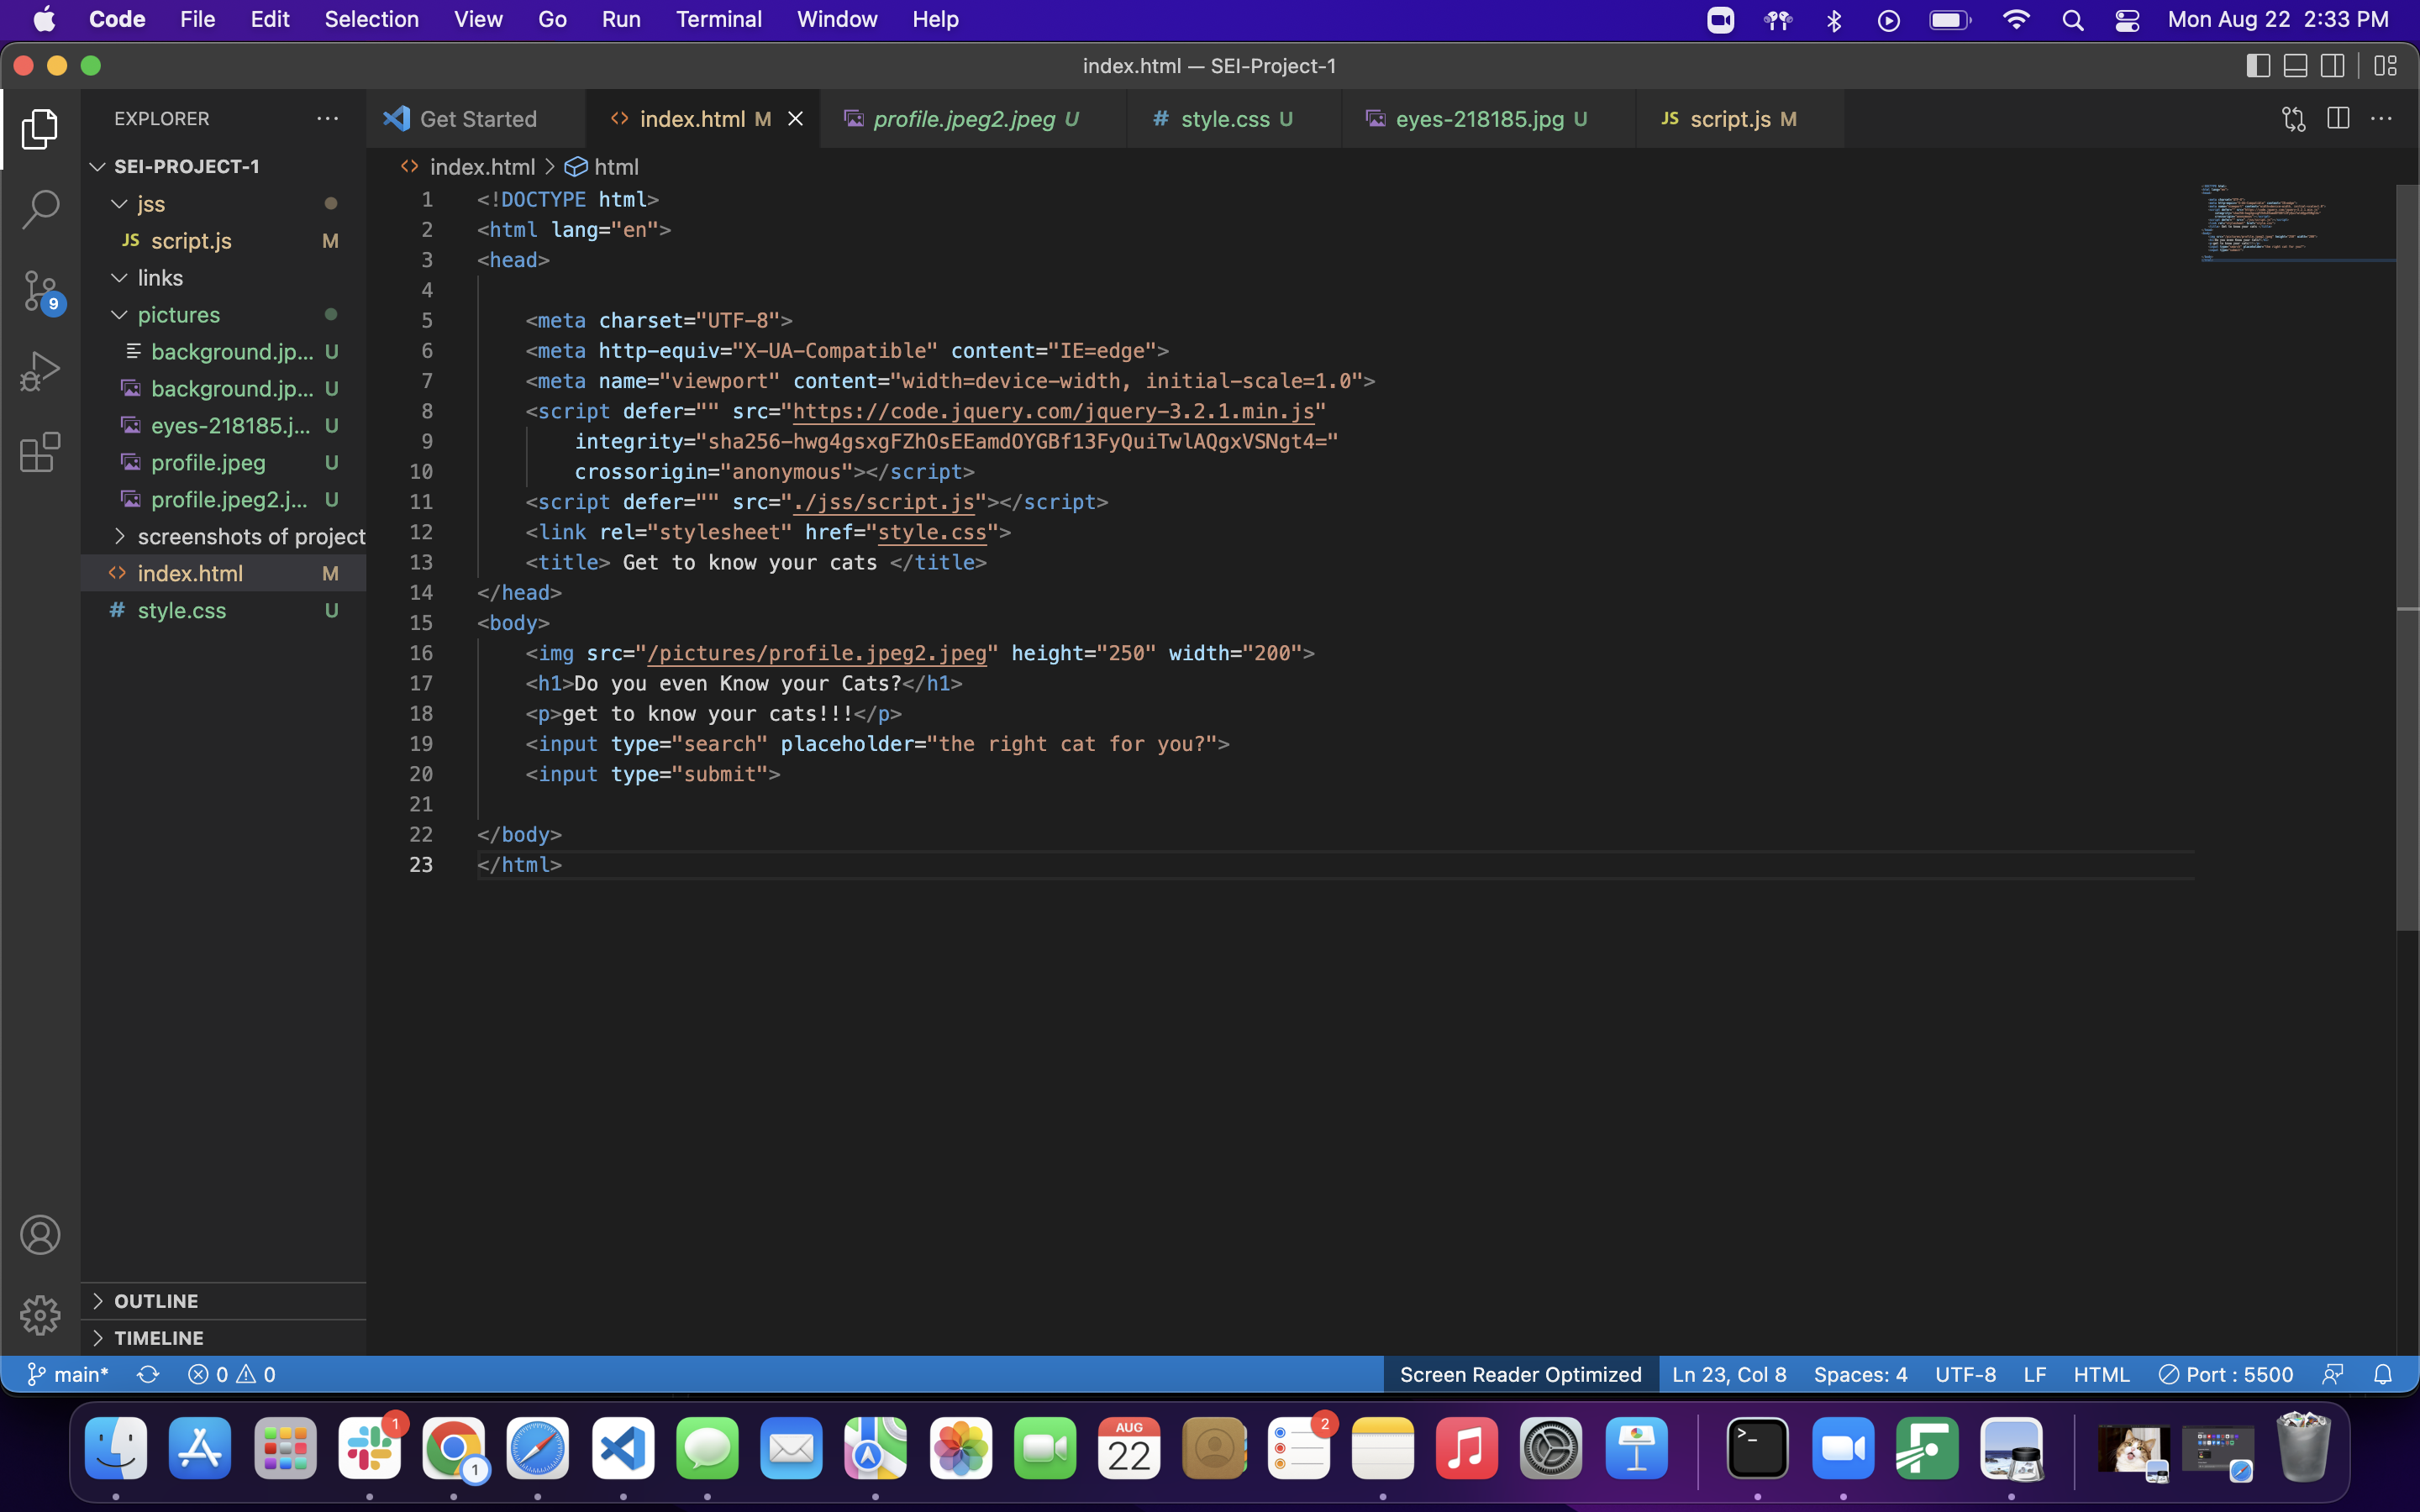 Code File Edit Selection View Go Run Terminal Window Help Mon Aug 22 2:33 PM
index.html — SEI-Project-1
EXPLORER
Get Started index.html M profile.jpeg2.jpeg U # style.css U eyes-218185.jpg U JS script.js M
SEI-PROJECT-1
jss
JS script.js M
links
pictures
background.jp... U
background.jp... U
eyes-218185.j... U
profile.jpeg U
profile.jpeg2.j... U
screenshots of project
<> index.html M
# style.css U
9
OUTLINE
TIMELINE
<> index.html > html
1 <!DOCTYPE html>
2 <html lang="en">
3 <head>
4
5 <meta charset="UTF-8">
6 <meta http-equiv="X-UA-Compatible" content="IE=edge">
7 <meta name="viewport" content="width=device-width, initial-scale=1.0">
8 <script defer="" src="https://code.jquery.com/jquery-3.2.1.min.js"
9 integrity="sha256-hwg4gsxgFZhOsEEamdOYGBf13FyQuiTwlAQgxVSNgt4="
10 crossorigin="anonymous"></script>
11 <script defer="" src="./jss/script.js"></script>
12 <link rel="stylesheet" href="style.css">
13 <title> Get to know your cats </title>
14 </head>
15 <body>
16 <img src="/pictures/profile.jpeg2.jpeg" height="250" width="200">
17 <h1>Do you even Know your Cats?</h1>
18 <p>get to know your cats!!!</p>
19 <input type="search" placeholder="the right cat for you?">
20 <input type="submit">
21
22 </body>
23 </html>
main* 0 0 Screen Reader Optimized Ln 23, Col 8 Spaces: 4 UTF-8 LF HTML Port : 5500
1 1 AUG 22 2 >_